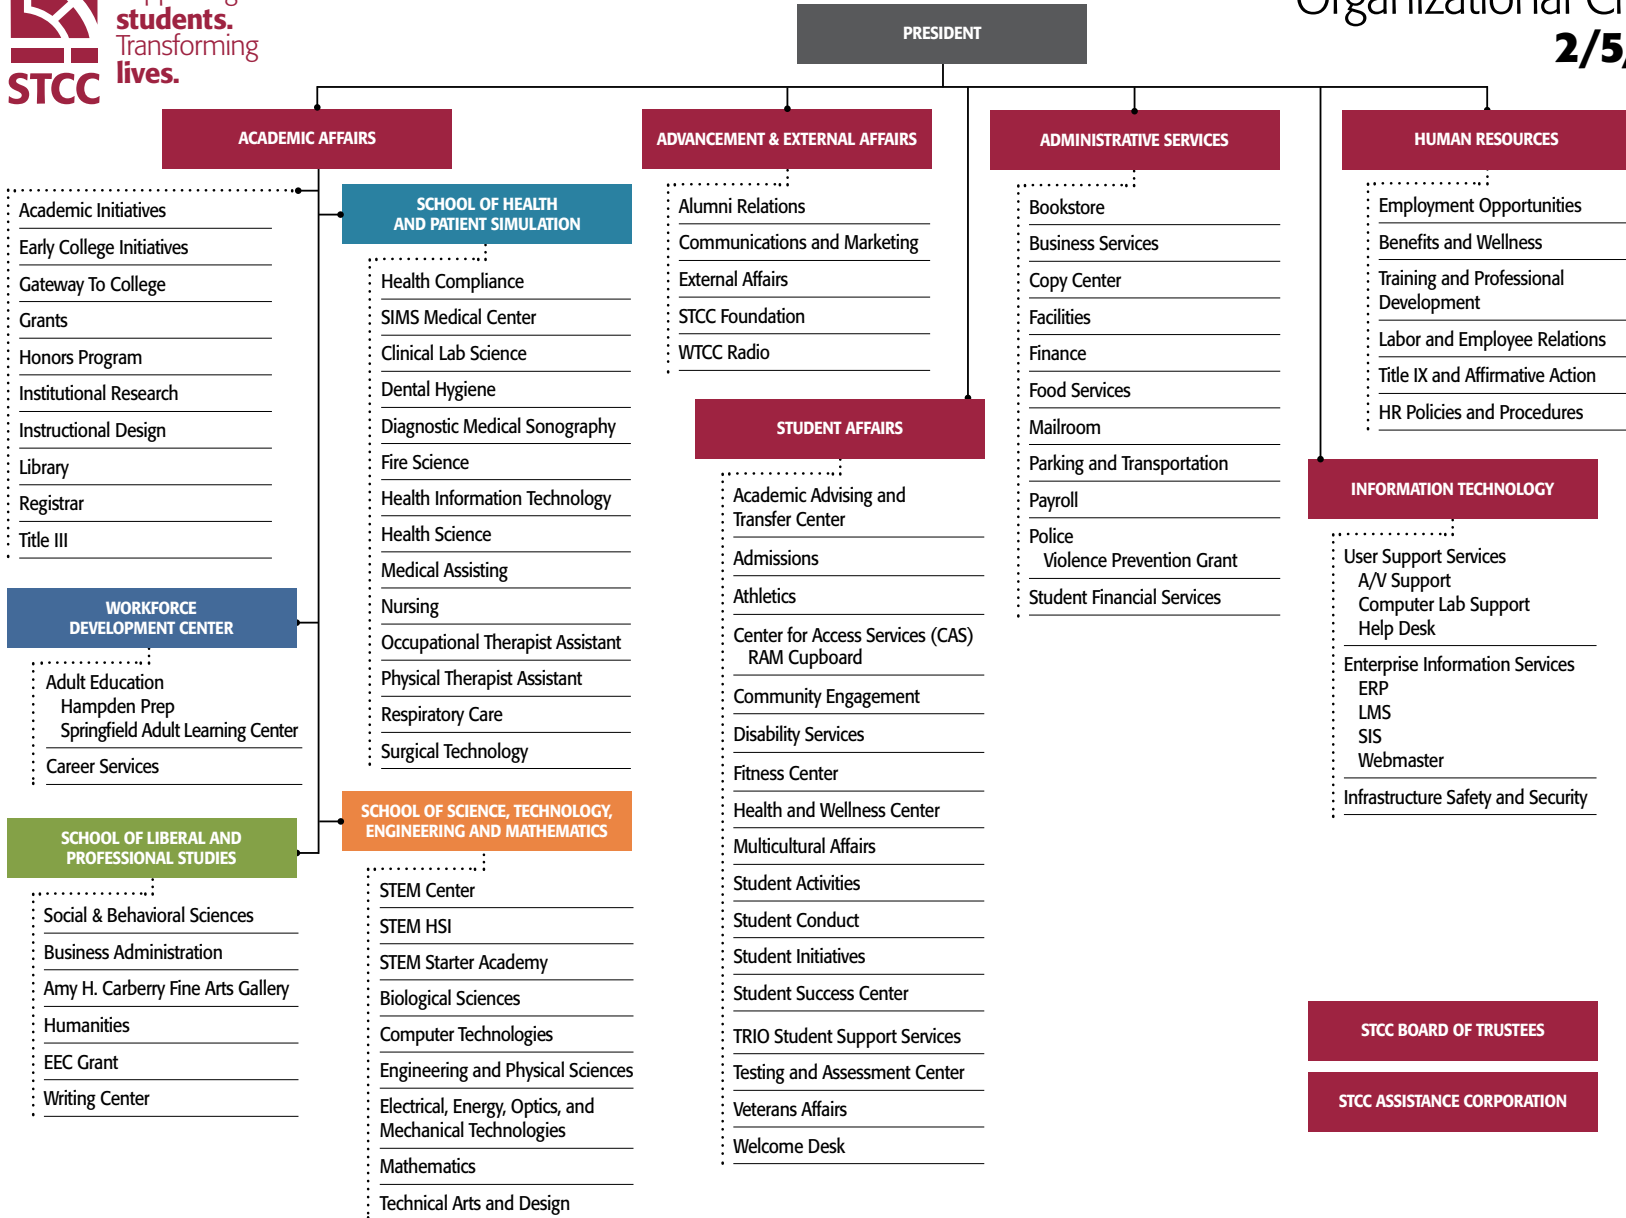 students.
Transforming
lives.
STCC
Organizational
2/5/
PRESIDENT
ACADEMIC AFFAIRS
Academic Initiatives
Early College Initiatives
Gateway To College
Grants
Honors Program
Institutional Research
Instructional Design
Library
Registrar
Title III
WORKFORCE
DEVELOPMENT CENTER
Adult Education
Hampden Prep
Springfield Adult Learning Center
Career Services
SCHOOL OF LIBERAL AND
PROFESSIONAL STUDIES
Social & Behavioral Sciences
Business Administration
Amy H. Carberry Fine Arts Gallery
Humanities
EEC Grant
Writing Center
SCHOOL OF HEALTH
AND PATIENT SIMULATION
Health Compliance
SIMS Medical Center
Clinical Lab Science
Dental Hygiene
Diagnostic Medical Sonography
Fire Science
Health Information Technology
Health Science
Medical Assisting
Nursing
Occupational Therapist Assistant
Physical Therapist Assistant
Respiratory Care
Surgical Technology
SCHOOL OF SCIENCE, TECHNOLOGY,
ENGINEERING AND MATHEMATICS
STEM Center
STEM HSI
STEM Starter Academy
Biological Sciences
Computer Technologies
Engineering and Physical Sciences
Electrical, Energy, Optics, and
Mechanical Technologies
Mathematics
Technical Arts and Design
ADVANCEMENT & EXTERNAL AFFAIRS
Alumni Relations
Communications and Marketing
External Affairs
STCC Foundation
WTCC Radio
STUDENT AFFAIRS
Academic Advising and
Transfer Center
Admissions
Athletics
Center for Access Services (CAS)
RAM Cupboard
Community Engagement
Disability Services
Fitness Center
Health and Wellness Center
Multicultural Affairs
Student Activities
Student Conduct
Student Initiatives
Student Success Center
TRIO Student Support Services
Testing and Assessment Center
Veterans Affairs
Welcome Desk
ADMINISTRATIVE SERVICES
Bookstore
Business Services
Copy Center
Facilities
Finance
Food Services
Mailroom
Parking and Transportation
Payroll
Police
Violence Prevention Grant
Student Financial Services
HUMAN RESOURCES
Employment Opportunities
Benefits and Wellness
Training and Professional
Development
Labor and Employee Relations
Title IX and Affirmative Action
HR Policies and Procedures
INFORMATION TECHNOLOGY
User Support Services
A/V Support
Computer Lab Support
Help Desk
Enterprise Information Services
ERP
LMS
SIS
Webmaster
Infrastructure Safety and Security
STCC BOARD OF TRUSTEES
STCC ASSISTANCE CORPORATION